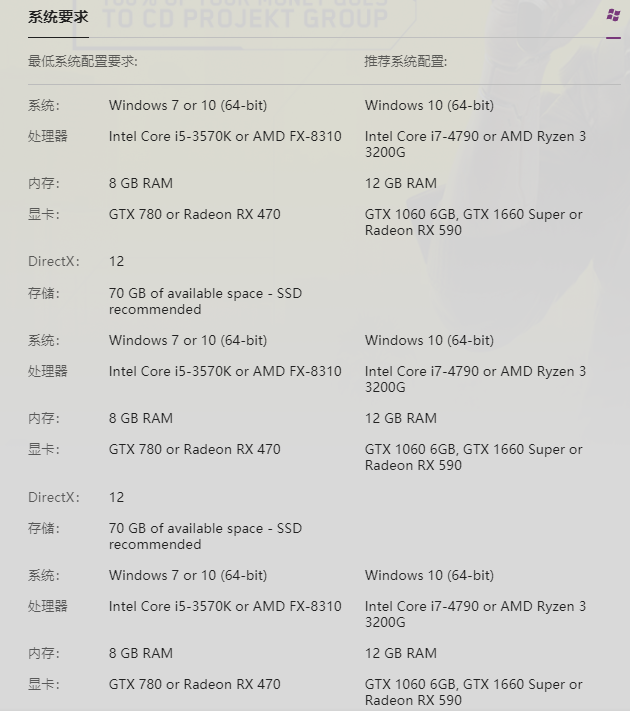 100% OF YOUR MONEY GOES
TO CD PROJEKT GROUP
系统要求
最低系统配置要求: 推荐系统配置:
系统: Windows 7 or 10 (64-bit) Windows 10 (64-bit)
处理器 Intel Core i5-3570K or AMD FX-8310 Intel Core i7-4790 or AMD Ryzen 3
3200G
内存: 8 GB RAM 12 GB RAM
显卡: GTX 780 or Radeon RX 470 GTX 1060 6GB, GTX 1660 Super or
Radeon RX 590
DirectX: 12
存储: 70 GB of available space - SSD
recommended
系统: Windows 7 or 10 (64-bit) Windows 10 (64-bit)
处理器 Intel Core i5-3570K or AMD FX-8310 Intel Core i7-4790 or AMD Ryzen 3
3200G
内存: 8 GB RAM 12 GB RAM
显卡: GTX 780 or Radeon RX 470 GTX 1060 6GB, GTX 1660 Super or
Radeon RX 590
DirectX: 12
存储: 70 GB of available space - SSD
recommended
系统: Windows 7 or 10 (64-bit) Windows 10 (64-bit)
处理器 Intel Core i5-3570K or AMD FX-8310 Intel Core i7-4790 or AMD Ryzen 3
3200G
内存: 8 GB RAM 12 GB RAM
显卡: GTX 780 or Radeon RX 470 GTX 1060 6GB, GTX 1660 Super or
Radeon RX 590